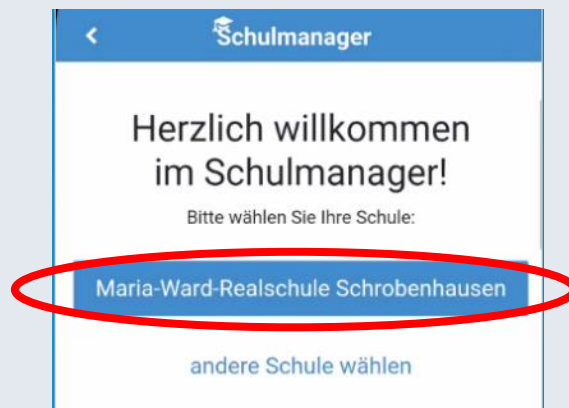 Schulmanager
Herzlich willkommen
im Schulmanager!
Bitte wählen Sie Ihre Schule:
Maria-Ward-Realschule Schrobenhausen
andere Schule wählen